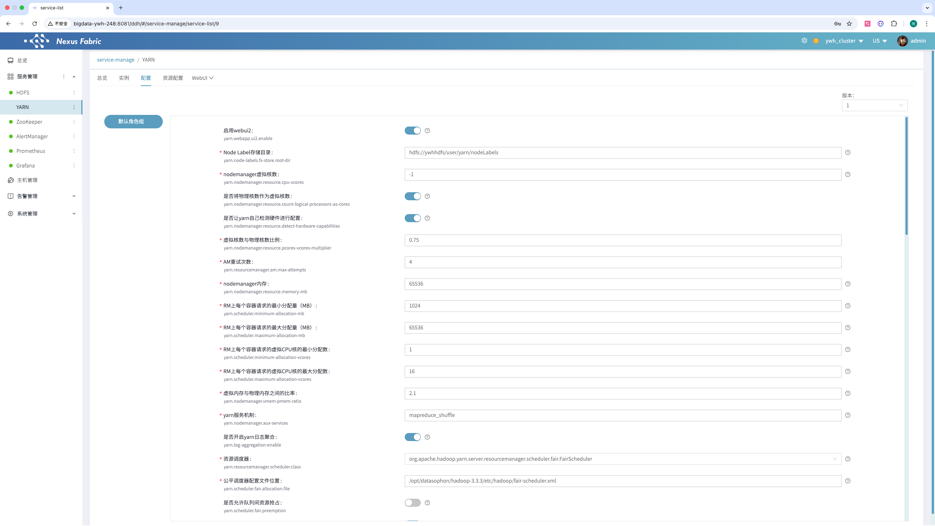 service-list
不安全
bigdata-ywh-248:8081/ddh/#/service-manage/service-list/9
Nexus Fabric
ywh_cluster
US
admin
总览
服务管理
HDFS
YARN
ZooKeeper
AlertManager
Prometheus
Grafana
主机管理
告警管理
系统管理
service-manage / YARN
总览 实例 配置 资源配置 WebUI
版本:
1
默认角色组
启用webui2:
yarn.webapp.ui2.enable
* Node Label存储目录:
hdfs://ywhhdfs/user/yarn/nodeLabels
yarn.node-labels.fs-store.root-dir
* nodemanager虚拟核数:
-1
yarn.nodemanager.resource.cpu-vcores
* 是否将物理核数作为虚拟核数:
yarn.nodemanager.resource.count-logical-processors-as-cores
* 是否让yarn自己检测硬件进行配置:
yarn.nodemanager.resource.detect-hardware-capabilities
* 虚拟核数与物理核数比例:
0.75
yarn.nodemanager.resource.pcores-vcores-multiplier
* AM重试次数:
4
yarn.resourcemanager.am.max-attempts
* nodemanager内存:
65536
yarn.nodemanager.resource.memory-mb
* RM上每个容器请求的最小分配量（MB）:
1024
yarn.scheduler.minimum-allocation-mb
* RM上每个容器请求的最大分配量（MB）:
65536
yarn.scheduler.maximum-allocation-mb
* RM上每个容器请求的虚拟CPU核的最小分配数:
1
yarn.scheduler.minimum-allocation-vcores
* RM上每个容器请求的虚拟CPU核的最大分配数:
16
yarn.scheduler.maximum-allocation-vcores
* 虚拟内存与物理内存之间的比率:
2.1
yarn.nodemanager.vmem-pmem-ratio
* yarn服务机制:
mapreduce_shuffle
yarn.nodemanager.aux-services
是否开启yarn日志聚合:
yarn.log-aggregation-enable
* 资源调度器:
org.apache.hadoop.yarn.server.resourcemanager.scheduler.fair.FairScheduler
yarn.resourcemanager.scheduler.class
* 公平调度器配置文件位置:
/opt/datasophon/hadoop-3.3.3/etc/hadoop/fair-scheduler.xml
yarn.scheduler.fair.allocation.file
是否允许队列间资源抢占:
yarn.scheduler.fair.preemption